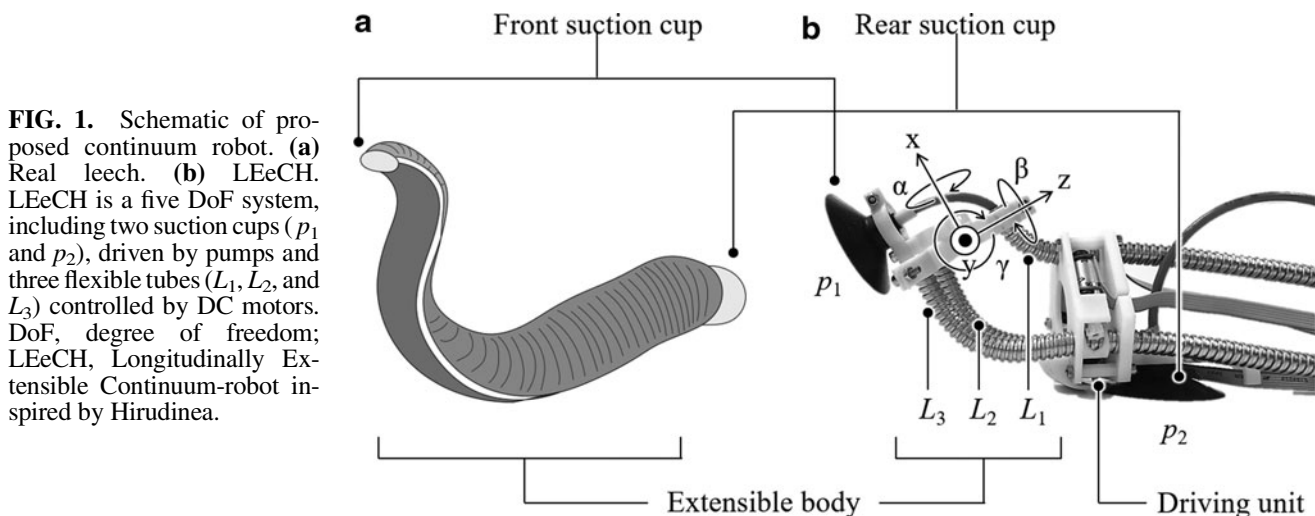 FIG. 1. Schematic of pro-
posed continuum robot. (a)
Real leech. (b) LEeCH.
LEeCH is a five DoF system,
including two suction cups (p1
and p2), driven by pumps and
three flexible tubes (L1, L2, and
L3) controlled by DC motors.
DoF, degree of freedom;
LEeCH, Longitudinally Ex-
tensible Continuum-robot in-
spired by Hirudinea.
a
Front suction cup
b
Rear suction cup
x
α
β
z
y
γ
p1
L3
L2
L1
p2
Extensible body
Driving unit